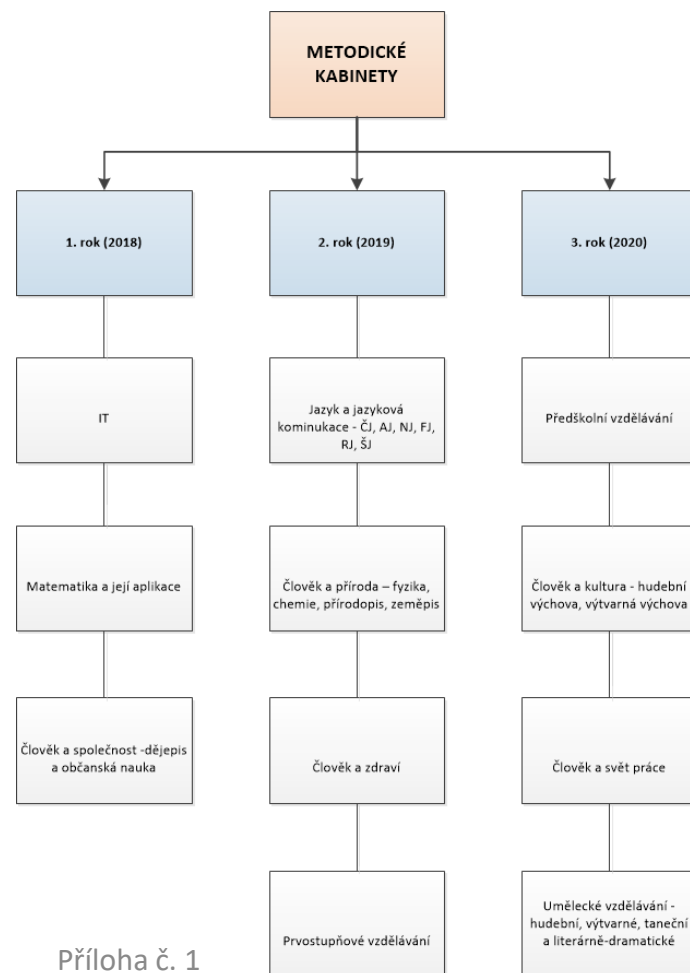 METODICKÉ
KABINETY
1. rok (2018)
2. rok (2019)
3. rok (2020)
IT
Jazyk a jazyková
kominukace - ČJ, AJ, NJ, FJ,
RJ, ŠJ
Předškolní vzdělávání
Matematika a její aplikace
Člověk a příroda – fyzika,
chemie, přírodopis, zeměpis
Člověk a kultura - hudební
výchova, výtvarná výchova
Člověk a společnost -dějepis
a občanská nauka
Člověk a zdraví
Člověk a svět práce
Prvostupňové vzdělávání
Umělecké vzdělávání -
hudební, výtvarné, taneční
a literárně-dramatické
Příloha č. 1